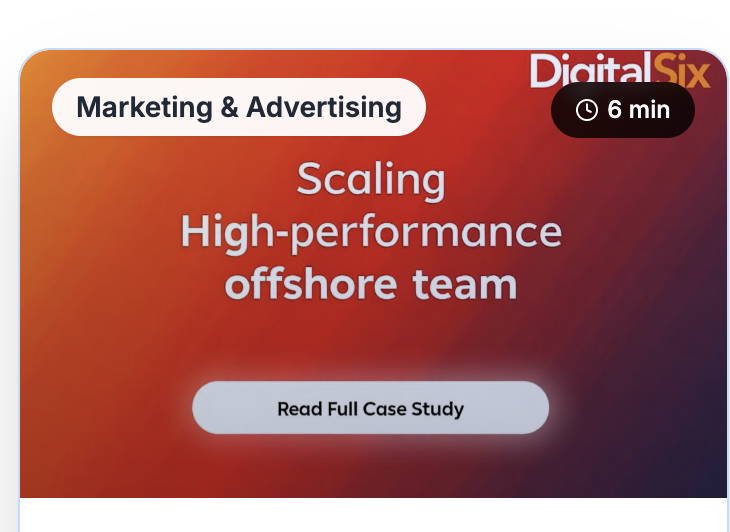 DigitalSix
Marketing & Advertising
6 min
Scaling
High-performance
offshore team
Read Full Case Study